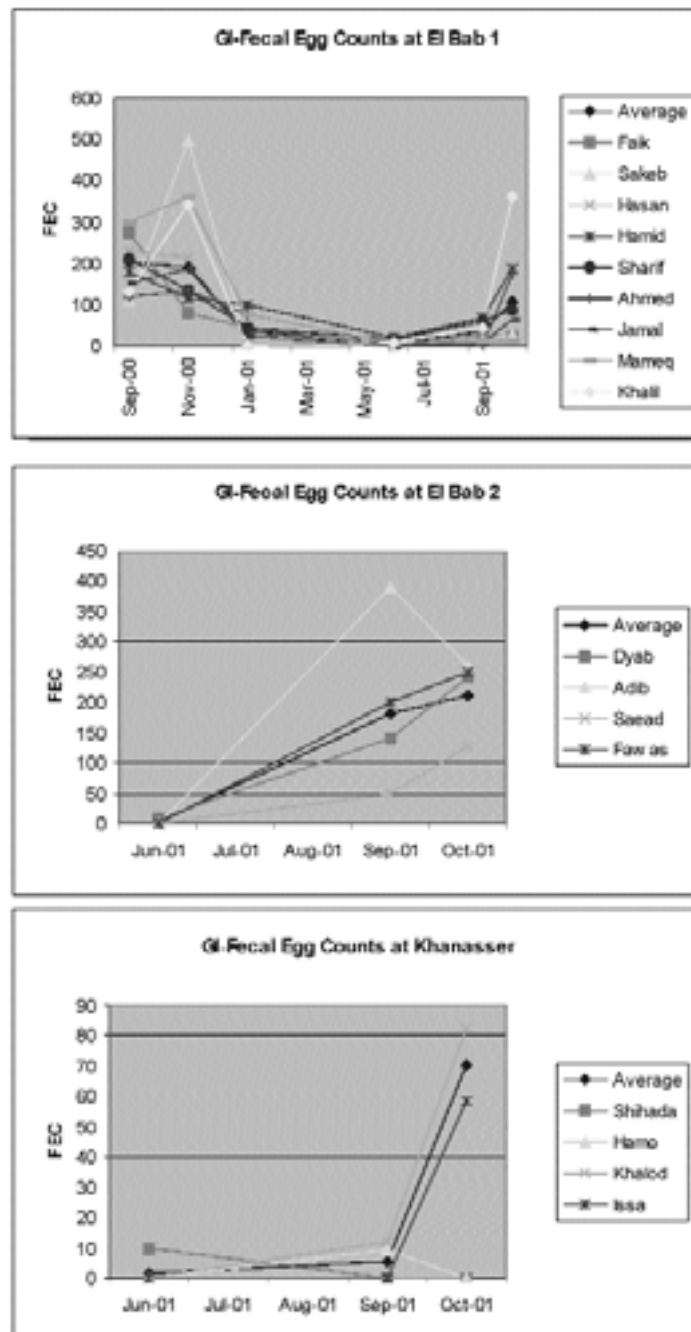 GI-Fecal Egg Counts at El Bab 1
600
500
400
300
200
100
0
FEC
Sep-00
Nov-00
Jan-01
Mar-01
May-01
Jul-01
Sep-01
Average
Faik
Sakeb
Hasan
Hamid
Sharif
Ahmed
Jamal
Mameq
Khalil
GI-Fecal Egg Counts at El Bab 2
450
400
350
300
250
200
150
100
50
0
FEC
Jun-01 Jul-01 Aug-01 Sep-01 Oct-01
Average
Dyab
Adib
Saead
Fawas
GI-Fecal Egg Counts at Khanasser
90
80
70
60
50
40
30
20
10
0
FEC
Jun-01 Jul-01 Aug-01 Sep-01 Oct-01
Average
Shihada
Hamo
Khalod
Issa